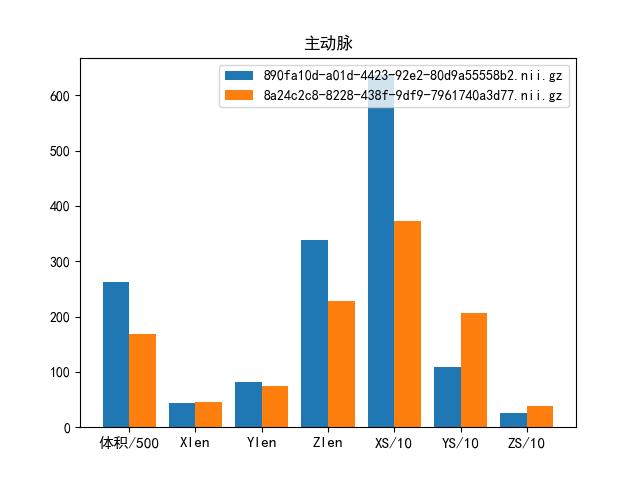 主动脉
890fa10d-a01d-4423-92e2-80d9a55558b2.nii.gz
8a24c2c8-8228-438f-9df9-7961740a3d77.nii.gz
600
500
400
300
200
100
0
体积/500 Xlen Ylen Zlen XS/10 YS/10 ZS/10